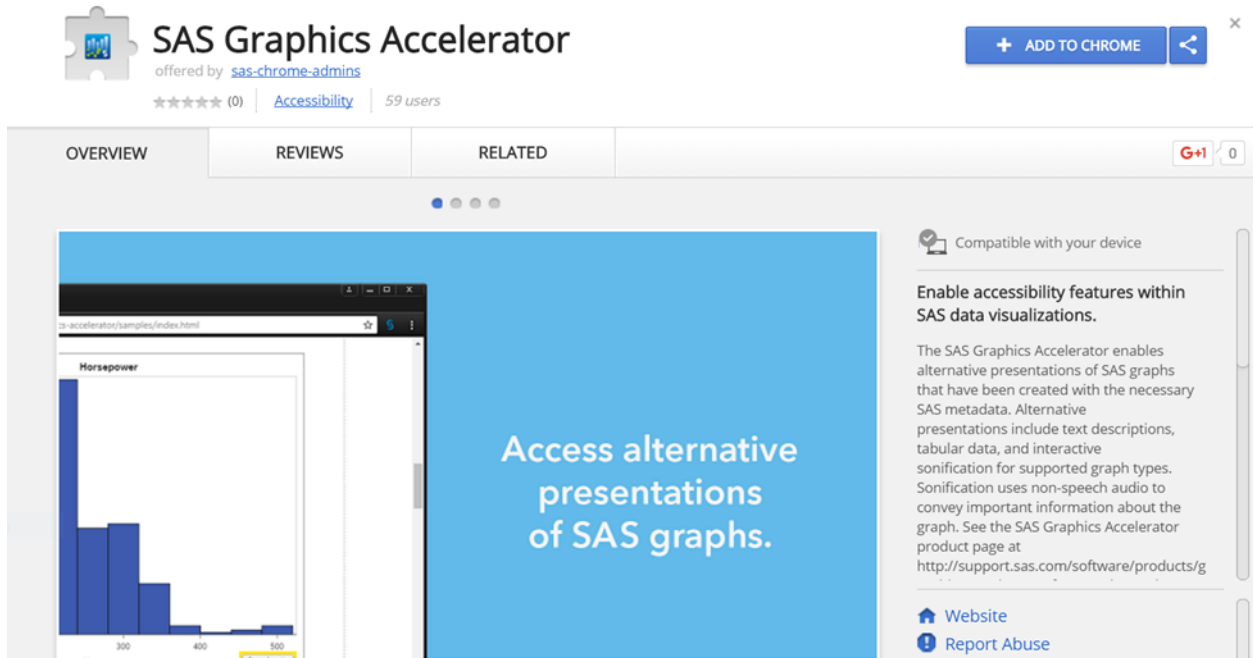 SAS Graphics Accelerator
offered by sas-chrome-admins
(0) Accessibility 59 users
+ ADD TO CHROME
OVERVIEW REVIEWS RELATED
G+1 0
cs-accelerator/samples/index.html
Horsepower
300 400 500
Access alternative
presentations
of SAS graphs.
Compatible with your device
Enable accessibility features within
SAS data visualizations.
The SAS Graphics Accelerator enables
alternative presentations of SAS graphs
that have been created with the necessary
SAS metadata. Alternative
presentations include text descriptions,
tabular data, and interactive
sonification for supported graph types.
Sonification uses non-speech audio to
convey important information about the
graph. See the SAS Graphics Accelerator
product page at
http://support.sas.com/software/products/g
Website
Report Abuse